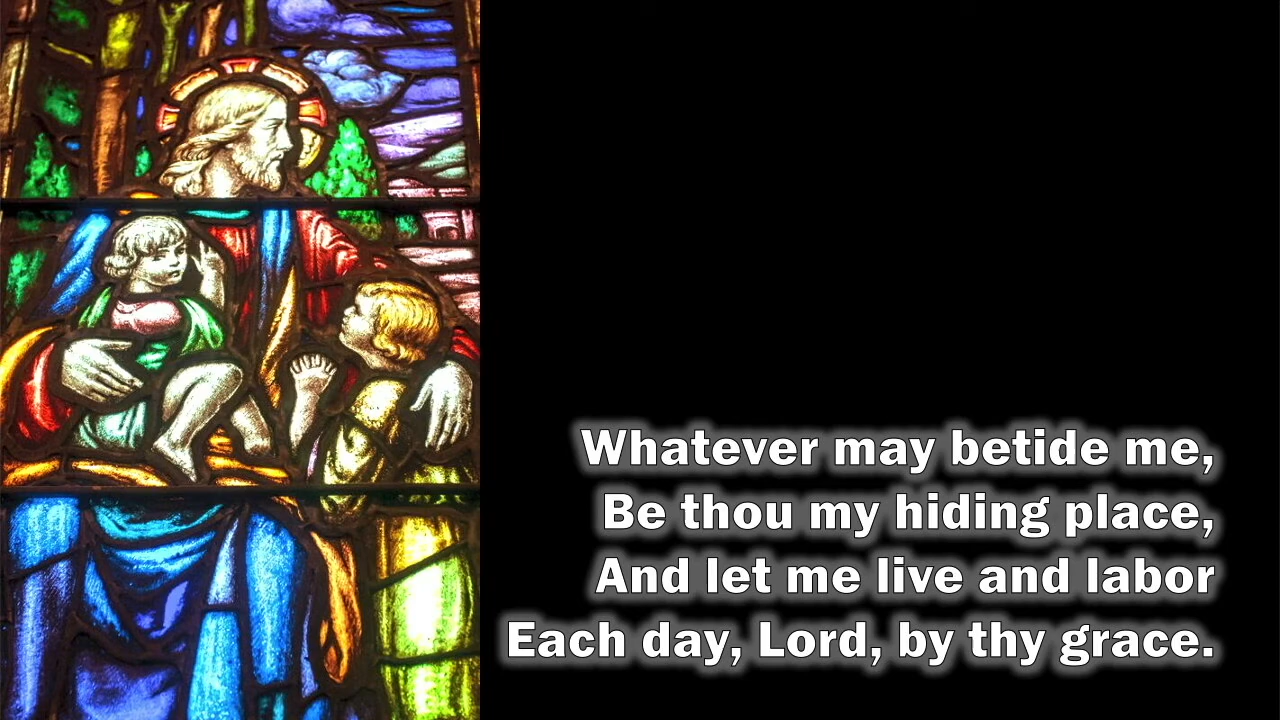 Whatever may betide me,
Be thou my hiding place,
And let me live and labor
Each day, Lord, by thy grace.